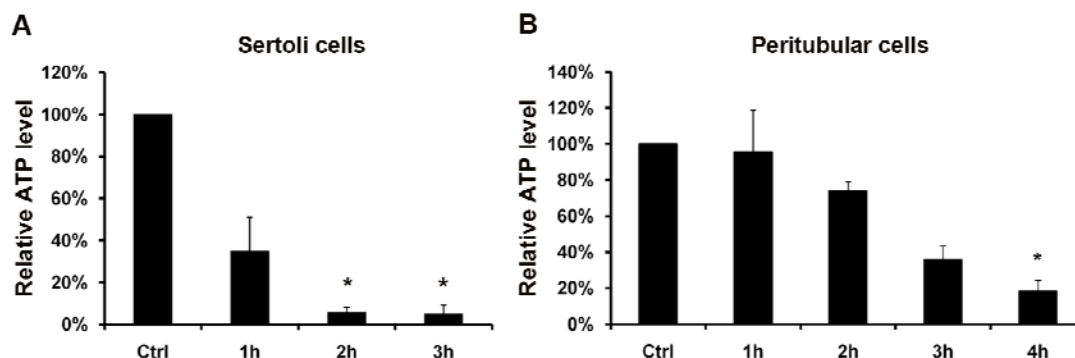 A
Sertoli cells
Relative ATP level
120%
100%
80%
60%
40%
20%
0%
* *
Ctrl 1h 2h 3h
B
Peritubular cells
Relative ATP level
140%
120%
100%
80%
60%
40%
20%
0%
*
Ctrl 1h 2h 3h 4h